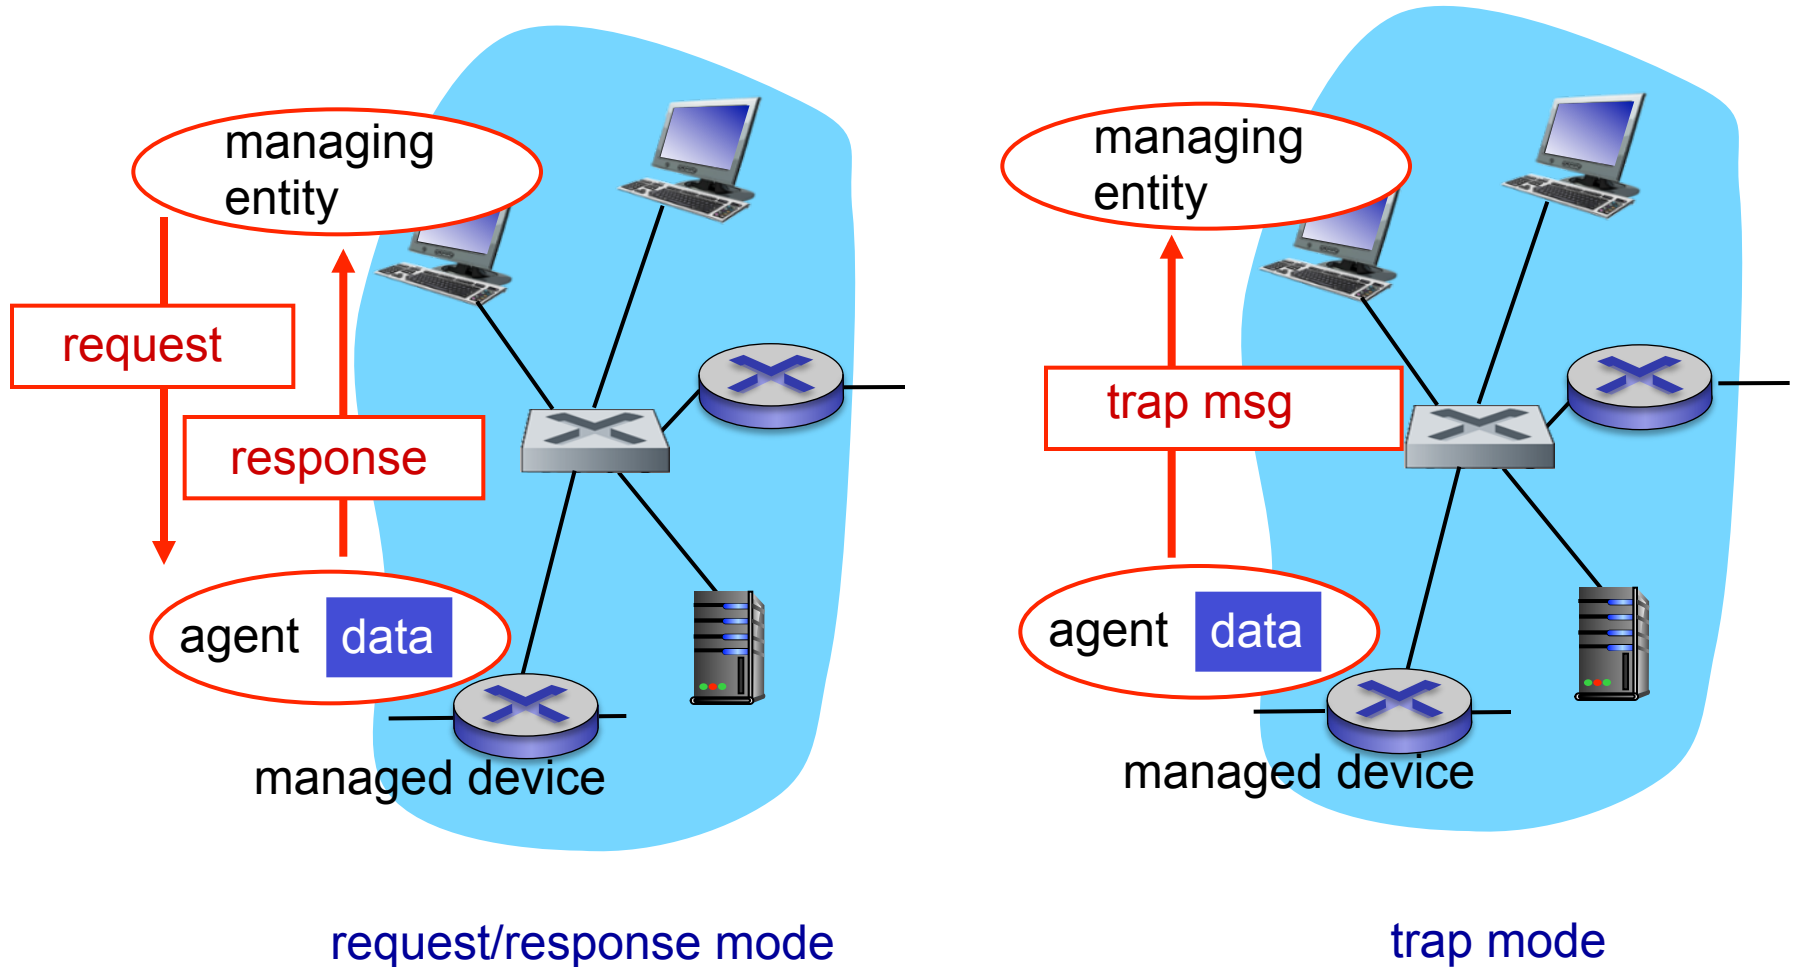 managing
entity
request
response
agent data
managed device
request/response mode
managing
entity
trap msg
agent data
managed device
trap mode